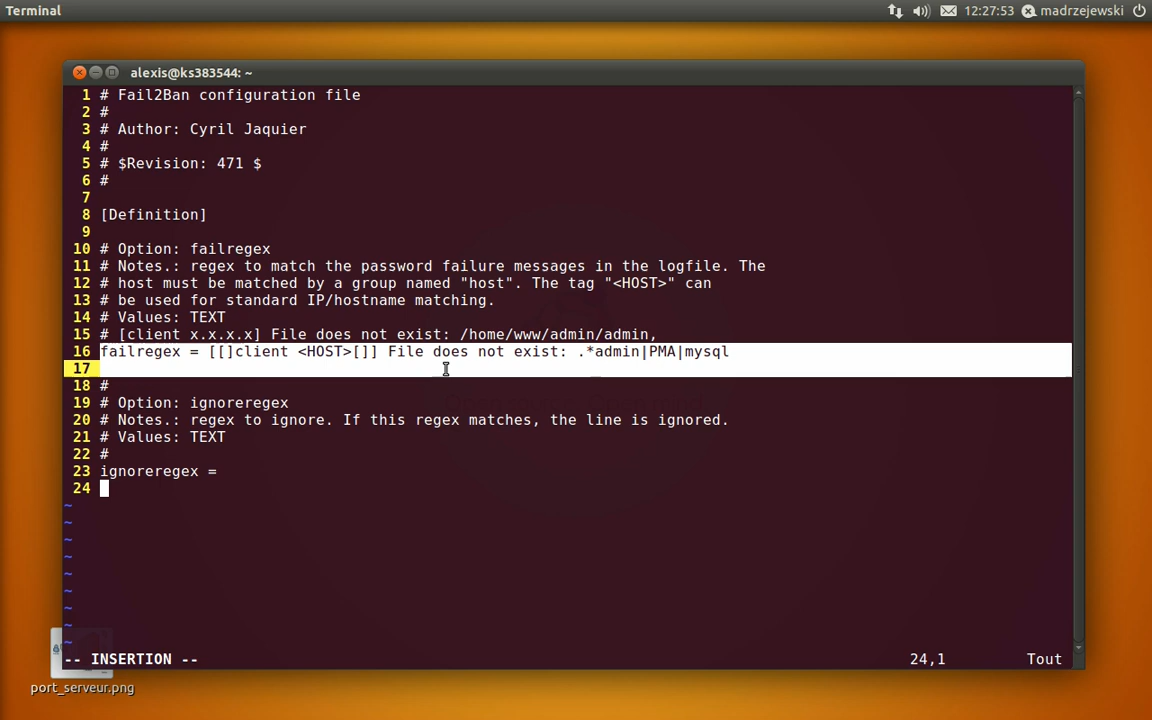 Terminal
12:27:53
madrzejewski
alexis@ks383544: ~
1 # Fail2Ban configuration file
2 #
3 # Author: Cyril Jaquier
4 #
5 # $Revision: 471 $
6 #
7
8 [Definition]
9
10 # Option: failregex
11 # Notes.: regex to match the password failure messages in the logfile. The
12 # host must be matched by a group named "host". The tag "<HOST>" can
13 # be used for standard IP/hostname matching.
14 # Values: TEXT
15 # [client x.x.x.x] File does not exist: /home/www/admin/admin,
16 failregex = [[]client <HOST>[]] File does not exist: .*admin|PMA|mysql
17
18 #
19 # Option: ignoreregex
20 # Notes.: regex to ignore. If this regex matches, the line is ignored.
21 # Values: TEXT
22 #
23 ignoreregex =
24
~
~
~
~
~
~
~
~
~
-- INSERTION -- 24,1 Tout
port_serveur.png